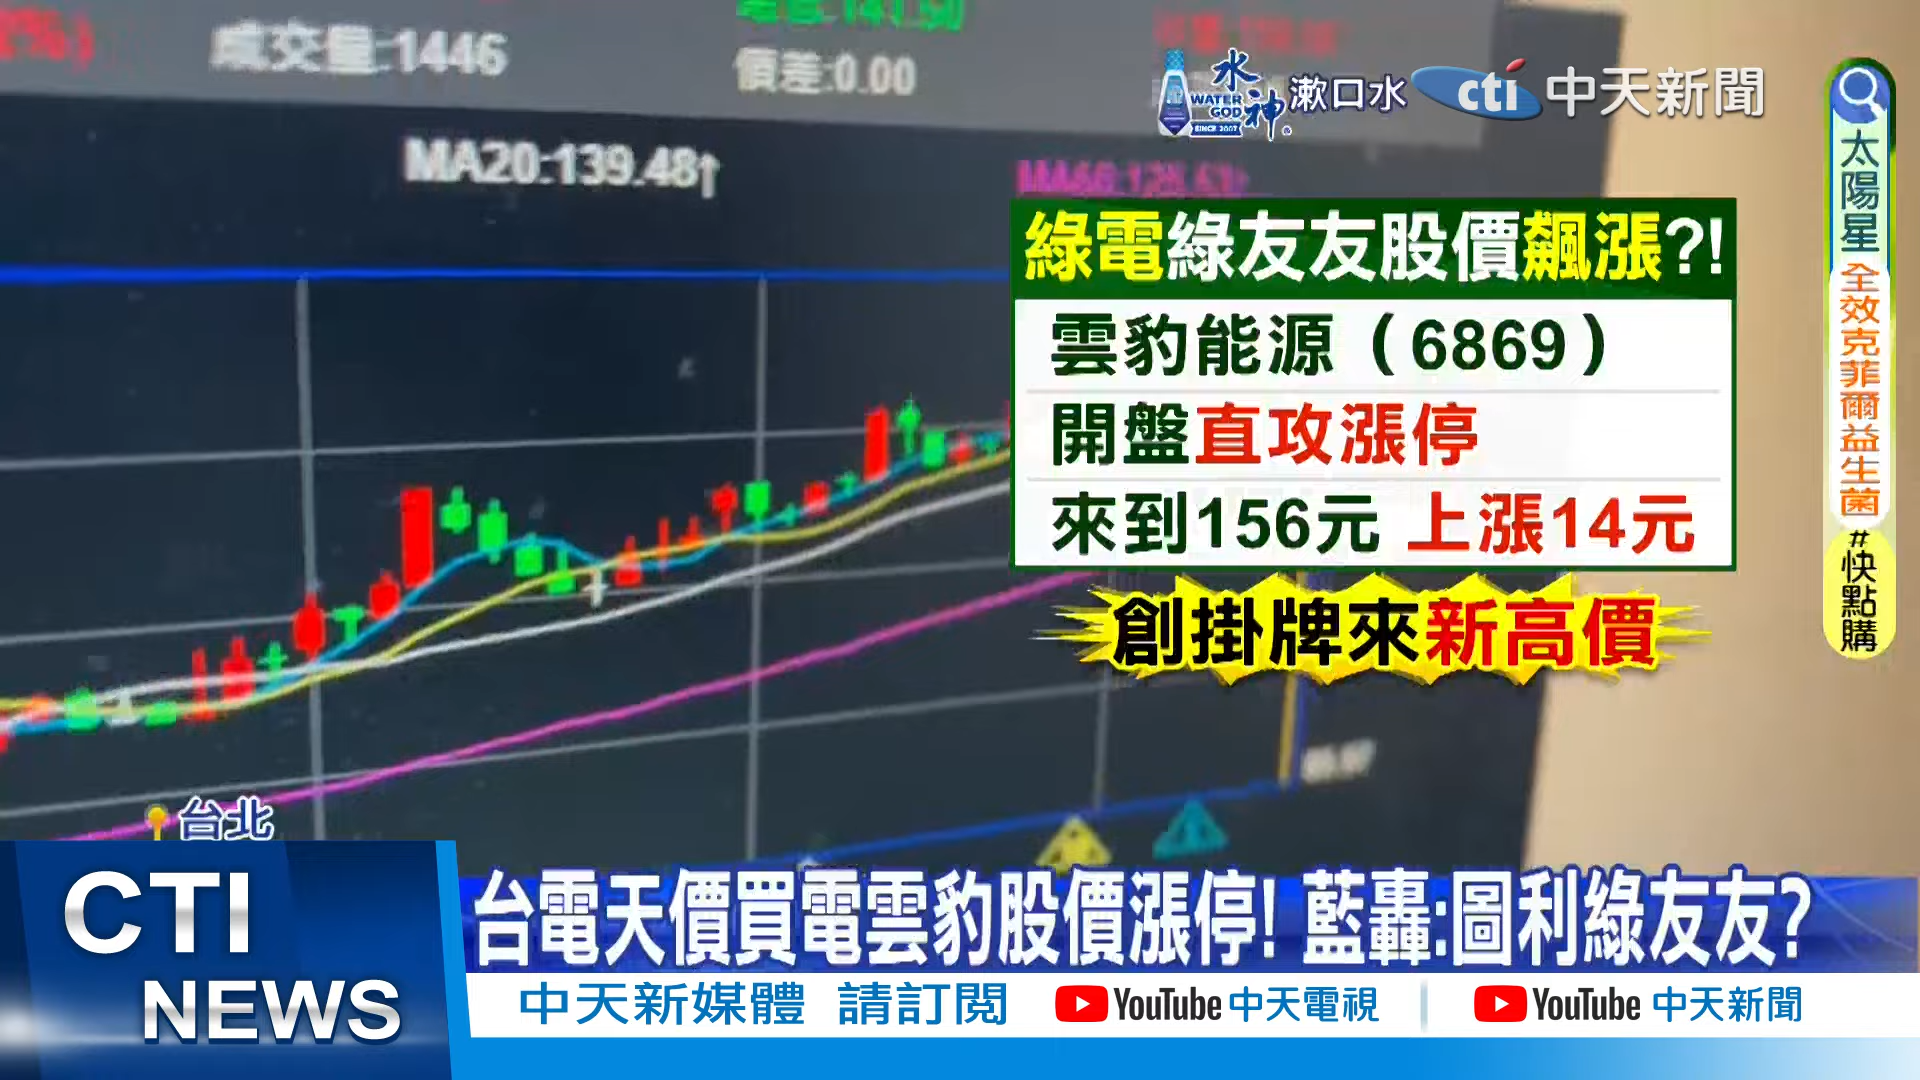 成交量:1446
價差:0.00
水神
WATER GOD
SINCE 2007
漱口水
cti 中天新聞
MA20:139.48↑
綠電綠友友股價飆漲?!
雲豹能源(6869)
開盤直攻漲停
來到156元 上漲14元
創掛牌來新高價
太陽星
全效克菲爾益生菌
#快點購
台北
CTI NEWS
台電天價買電雲豹股價漲停! 藍轟:圖利綠友友?
中天新媒體 請訂閱 YouTube 中天電視 | YouTube 中天新聞